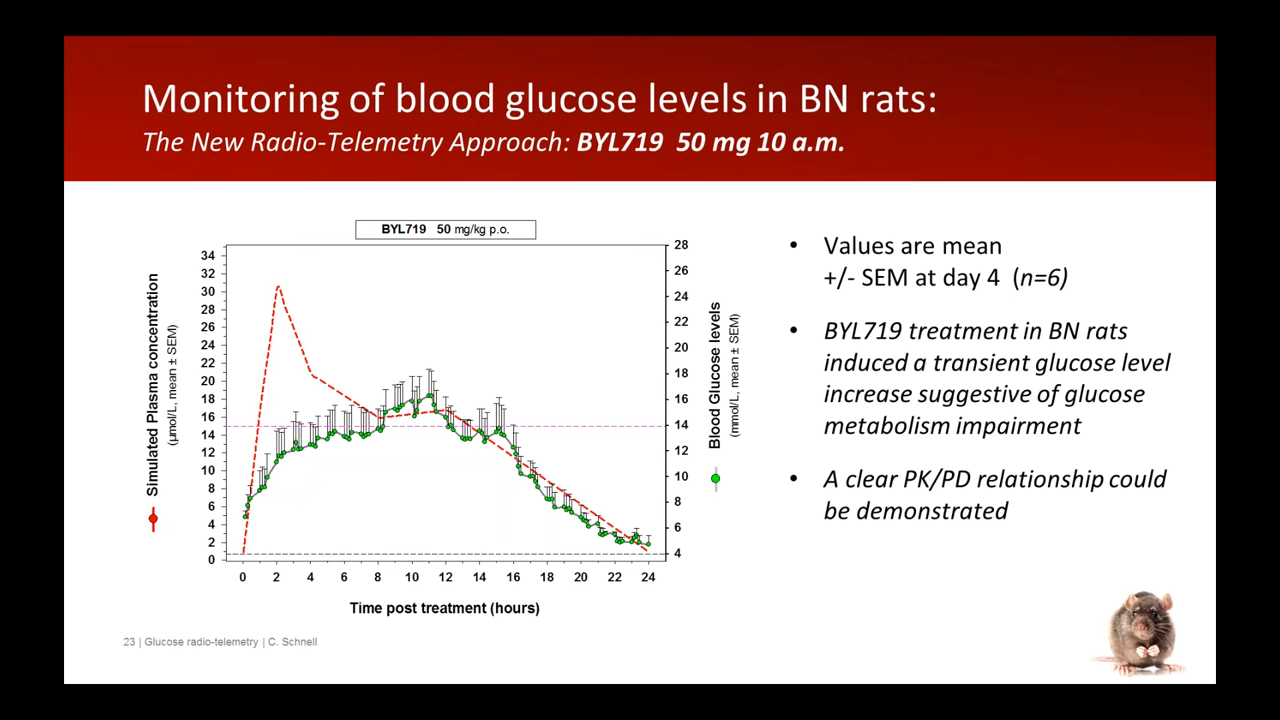 Monitoring of blood glucose levels in BN rats:
The New Radio-Telemetry Approach: BYL719 50 mg 10 a.m.
BYL719 50 mg/kg p.o.
Simulated Plasma concentration
(µmol/L, mean ± SEM)
34
32
30
28
26
24
22
20
18
16
14
12
10
8
6
4
2
0
28
26
24
22
20
18
16
14
12
10
8
6
4
Blood Glucose levels
(mmol/L, mean ± SEM)
0 2 4 6 8 10 12 14 16 18 20 22 24
Time post treatment (hours)
• Values are mean
+/- SEM at day 4 (n=6)
• BYL719 treatment in BN rats
induced a transient glucose level
increase suggestive of glucose
metabolism impairment
• A clear PK/PD relationship could
be demonstrated
23 | Glucose radio-telemetry | C. Schnell